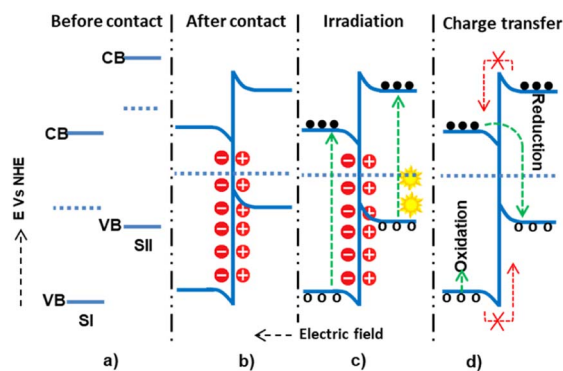 Before contact
After contact
Irradiation
Charge transfer
CB
CB
VB
SII
VB
SI
E Vs NHE
Reduction
Oxidation
Electric field
a)
b)
c)
d)